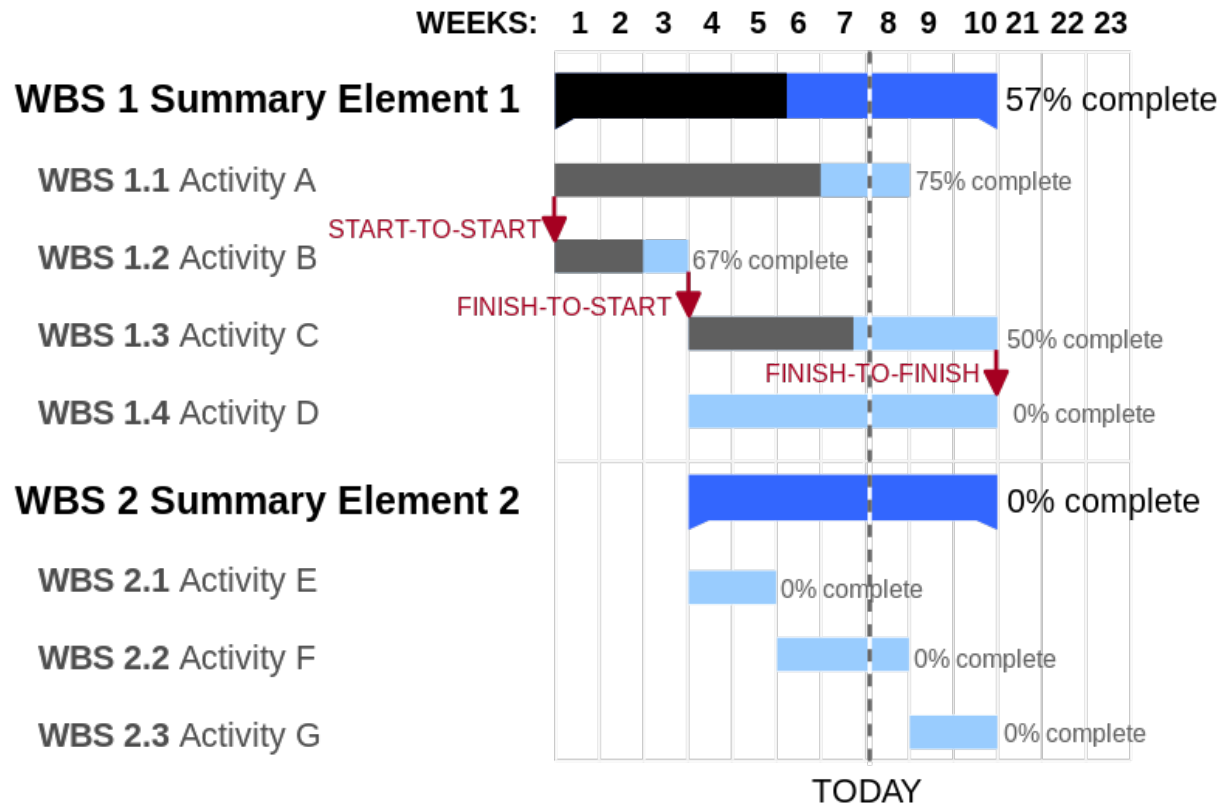 WEEKS: 1 2 3 4 5 6 7 8 9 10 21 22 23
WBS 1 Summary Element 1 57% complete
WBS 1.1 Activity A 75% complete
START-TO-START
WBS 1.2 Activity B 67% complete
FINISH-TO-START
WBS 1.3 Activity C 50% complete
FINISH-TO-FINISH
WBS 1.4 Activity D 0% complete
WBS 2 Summary Element 2 0% complete
WBS 2.1 Activity E 0% complete
WBS 2.2 Activity F 0% complete
WBS 2.3 Activity G 0% complete
TODAY